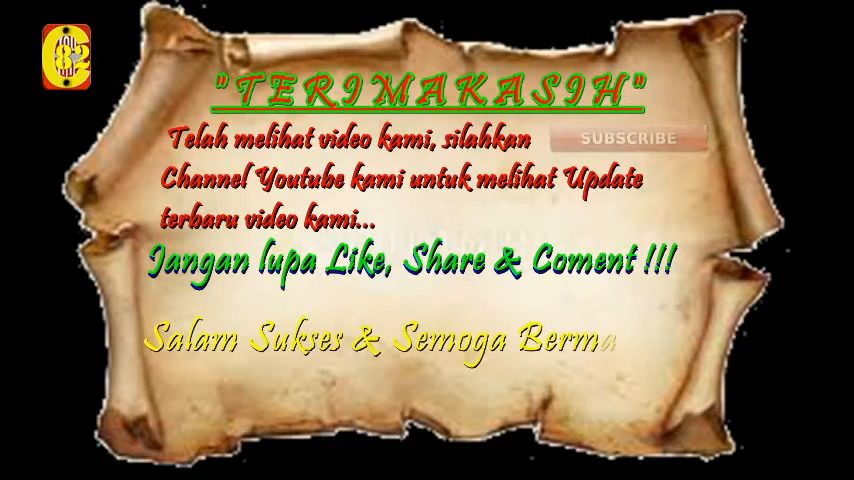 "TERIMAKASIH"
Telah melihat video kami, silahkan SUBSCRIBE
Channel Youtube kami untuk melihat Update
terbaru video kami...
Jangan lupa Like, Share & Coment !!!
Salam Sukses & Semoga Berma